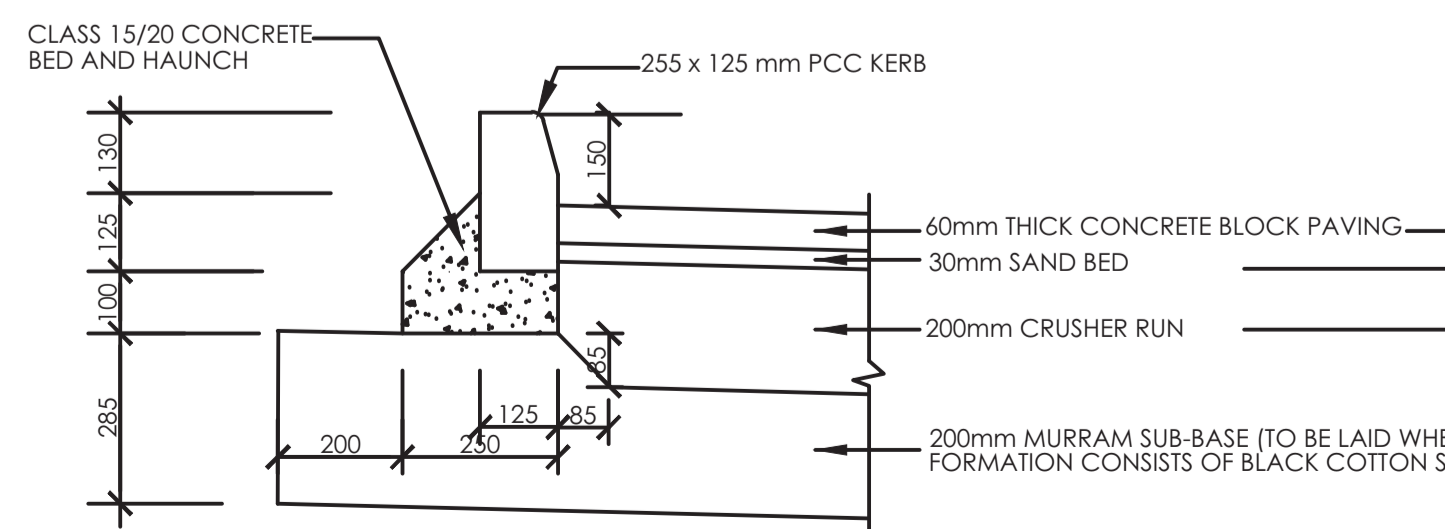 CLASS 15/20 CONCRETE
BED AND HAUNCH
255 x 125 mm PCC KERB
130
150
125
60mm THICK CONCRETE BLOCK PAVING
30mm SAND BED
100
200mm CRUSHER RUN
85
285
125
85
200
250
200mm MURRAM SUB-BASE (TO BE LAID WHE
FORMATION CONSISTS OF BLACK COTTON S